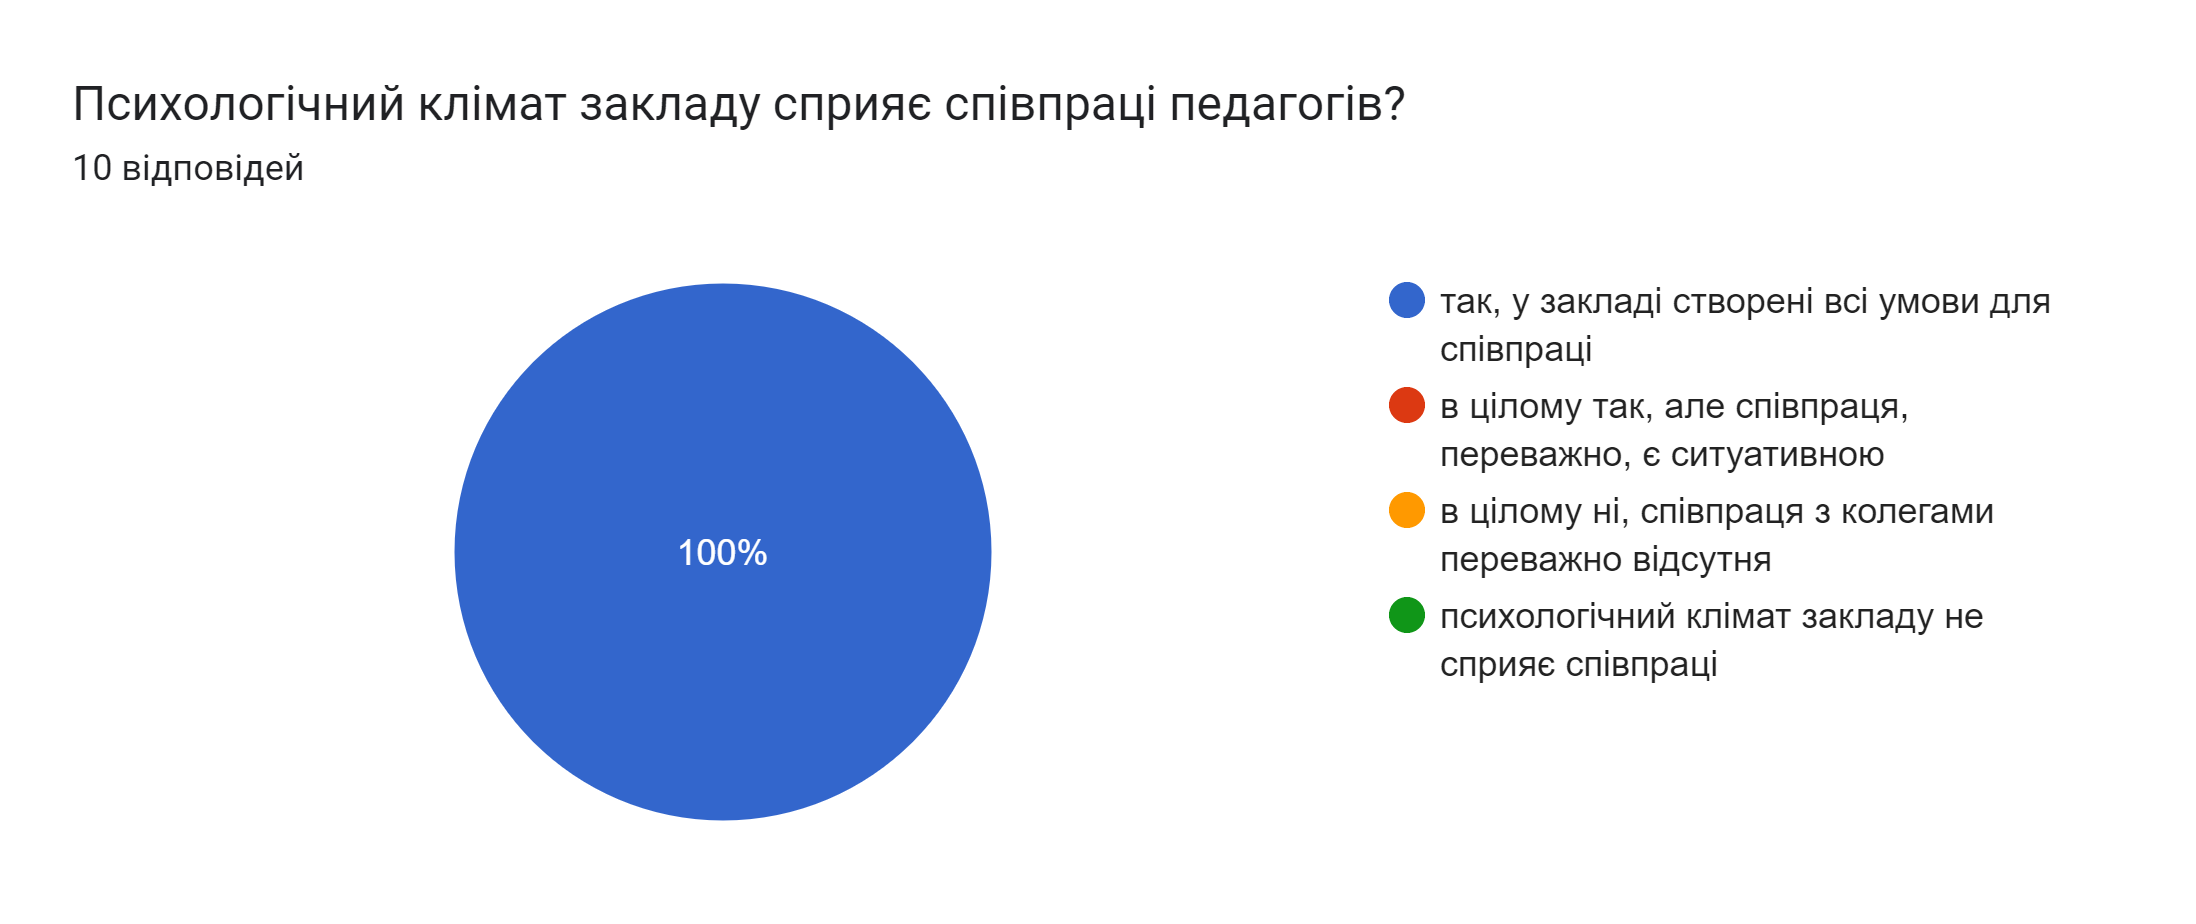 Психологічний клімат закладу сприяє співпраці педагогів?
10 відповідей
100%
так, у закладі створені всі умови для
співпраці
в цілому так, але співпраця,
переважно, є ситуативною
в цілому ні, співпраця з колегами
переважно відсутня
психологічний клімат закладу не
сприяє співпраці